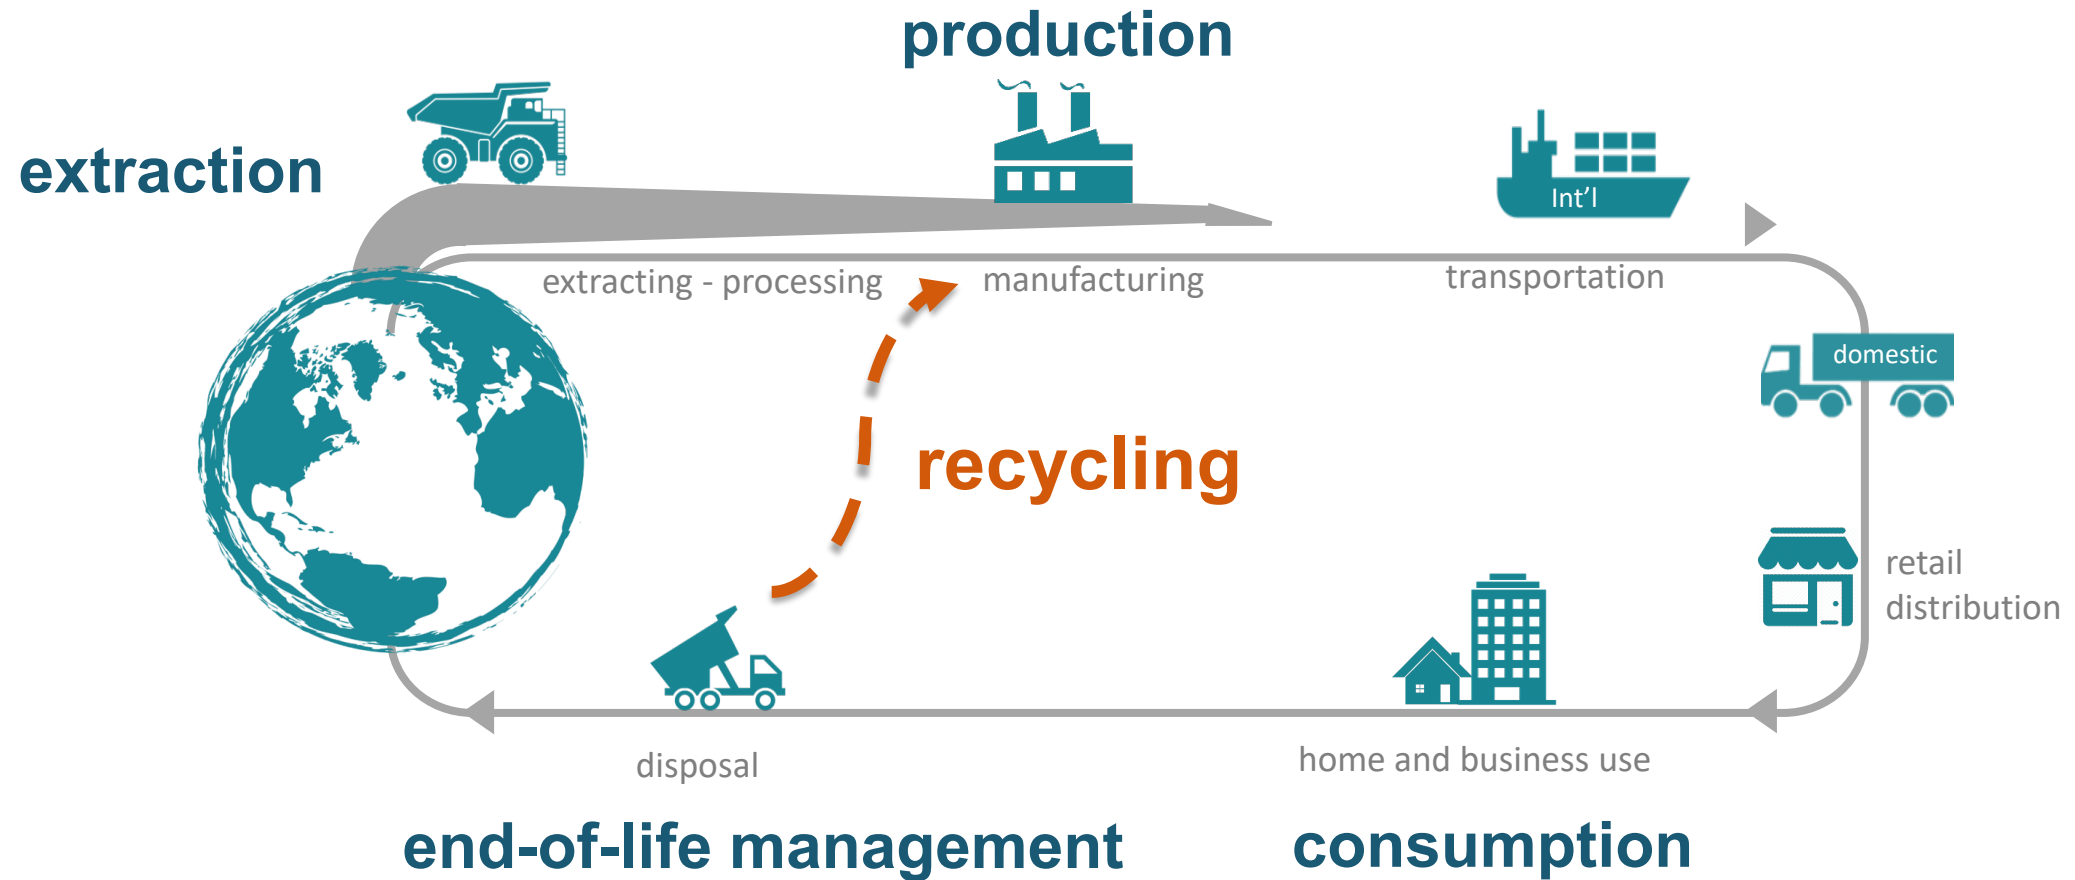 production
extraction
Int'l
extracting - processing
manufacturing
transportation
domestic
recycling
retail
distribution
disposal
home and business use
end-of-life management
consumption